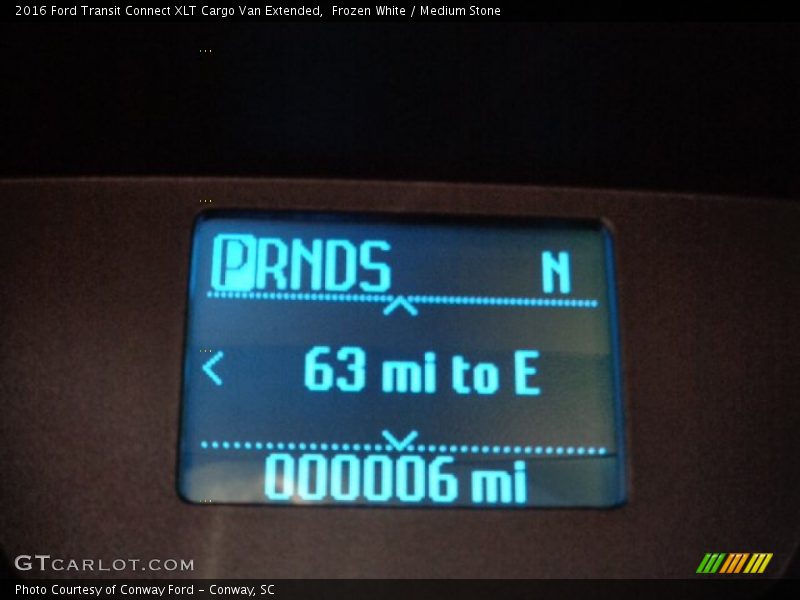 2016 Ford Transit Connect XLT Cargo Van Extended,  Frozen White / Medium Stone
PRNDS N
63 mi to E
000006 mi
GTCARLOT.COM
Photo Courtesy of Conway Ford – Conway, SC